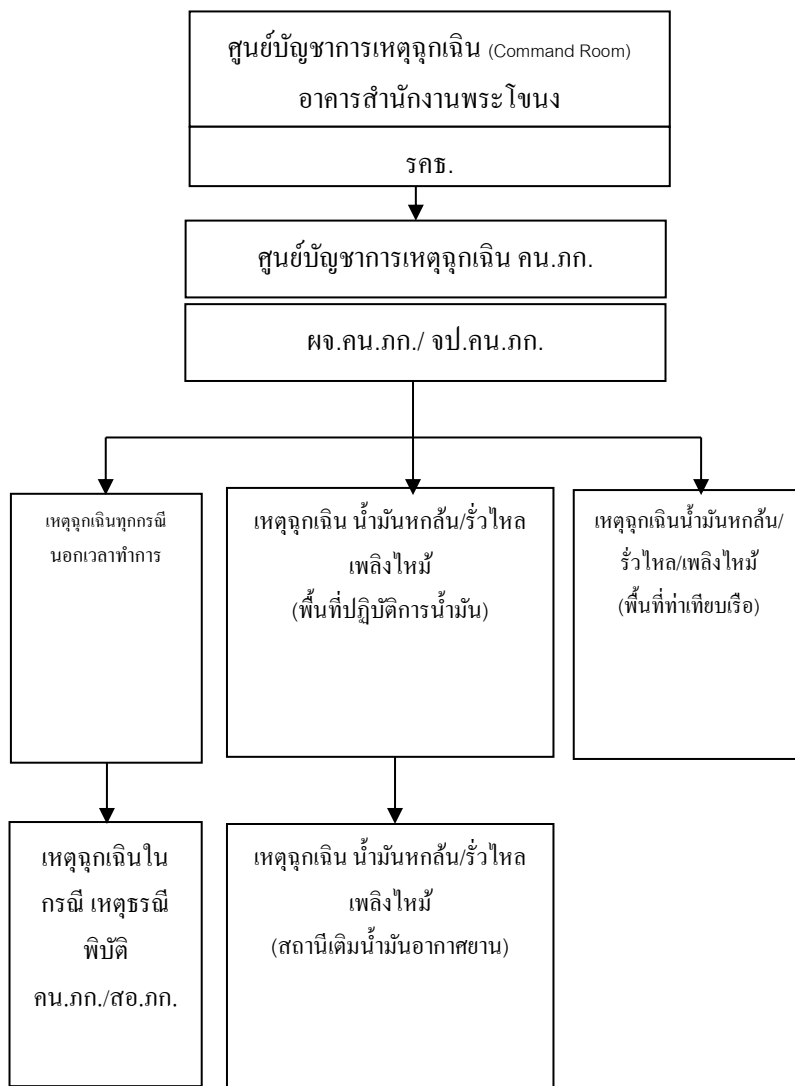 ศูนย์บัญชาการเหตุฉุกเฉิน (Command Room)
อาคารสำนักงานพระโขนง
รคธ.
ศูนย์บัญชาการเหตุฉุกเฉิน คน.ภก.
ผจ.คน.ภก./ จป.คน.ภก.
เหตุฉุกเฉินทุกกรณี
นอกเวลาทำการ
เหตุฉุกเฉิน น้ำมันหกล้น/รั่วไหล
เพลิงไหม้
(พื้นที่ปฏิบัติการน้ำมัน)
เหตุฉุกเฉินน้ำมันหกล้น/
รั่วไหล/เพลิงไหม้
(พื้นที่ท่าเทียบเรือ)
เหตุฉุกเฉินใน
กรณี เหตุธรณี
พิบัติ
คน.ภก./สอ.ภก.
เหตุฉุกเฉิน น้ำมันหกล้น/รั่วไหล
เพลิงไหม้
(สถานีเติมน้ำมันอากาศยาน)